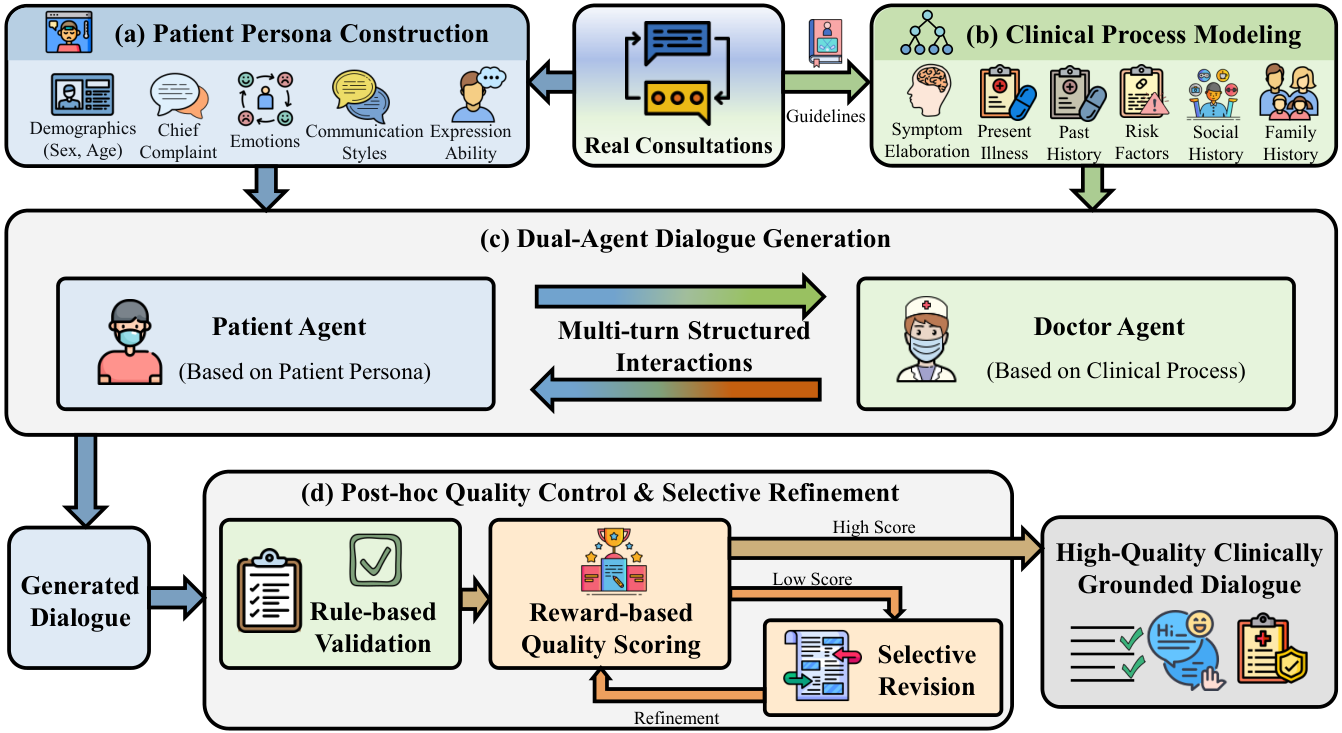 (a) Patient Persona Construction
Demographics
(Sex, Age)
Chief
Complaint
Emotions
Communication
Styles
Expression
Ability
Real Consultations
Guidelines
(b) Clinical Process Modeling
Symptom
Elaboration
Present
Illness
Past
History
Risk
Factors
Social
History
Family
History
(c) Dual-Agent Dialogue Generation
Patient Agent
(Based on Patient Persona)
Multi-turn Structured
Interactions
Doctor Agent
(Based on Clinical Process)
Generated
Dialogue
(d) Post-hoc Quality Control & Selective Refinement
Rule-based
Validation
Reward-based
Quality Scoring
High Score
Low Score
Selective
Revision
Refinement
High-Quality Clinically
Grounded Dialogue
Hi_